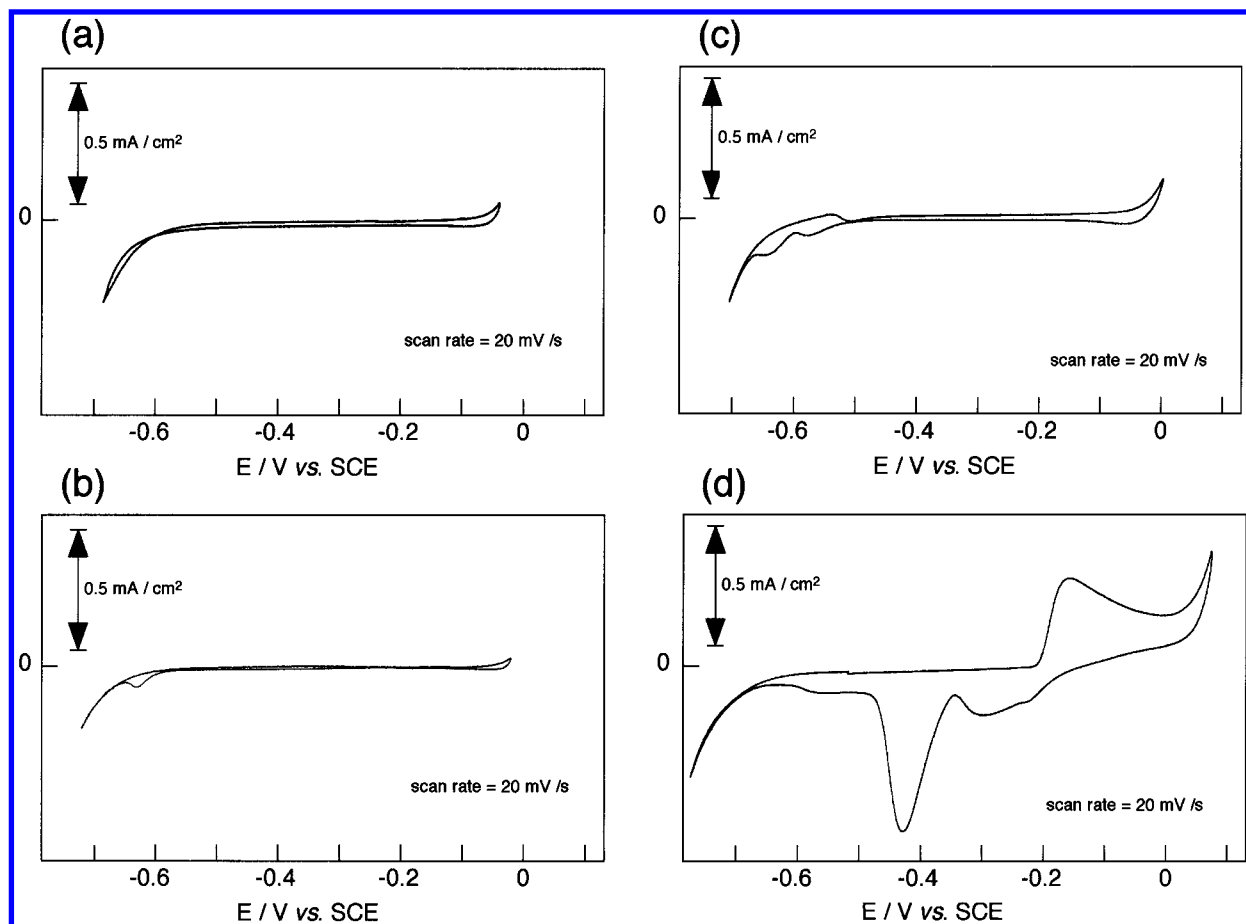 (a)
0.5 mA / cm²
0
scan rate = 20 mV /s
-0.6 -0.4 -0.2 0
E / V vs. SCE
(b)
0.5 mA / cm²
0
scan rate = 20 mV /s
-0.6 -0.4 -0.2 0
E / V vs. SCE
(c)
0.5 mA / cm²
0
scan rate = 20 mV /s
-0.6 -0.4 -0.2 0
E / V vs. SCE
(d)
0.5 mA / cm²
0
scan rate = 20 mV /s
-0.6 -0.4 -0.2 0
E / V vs. SCE